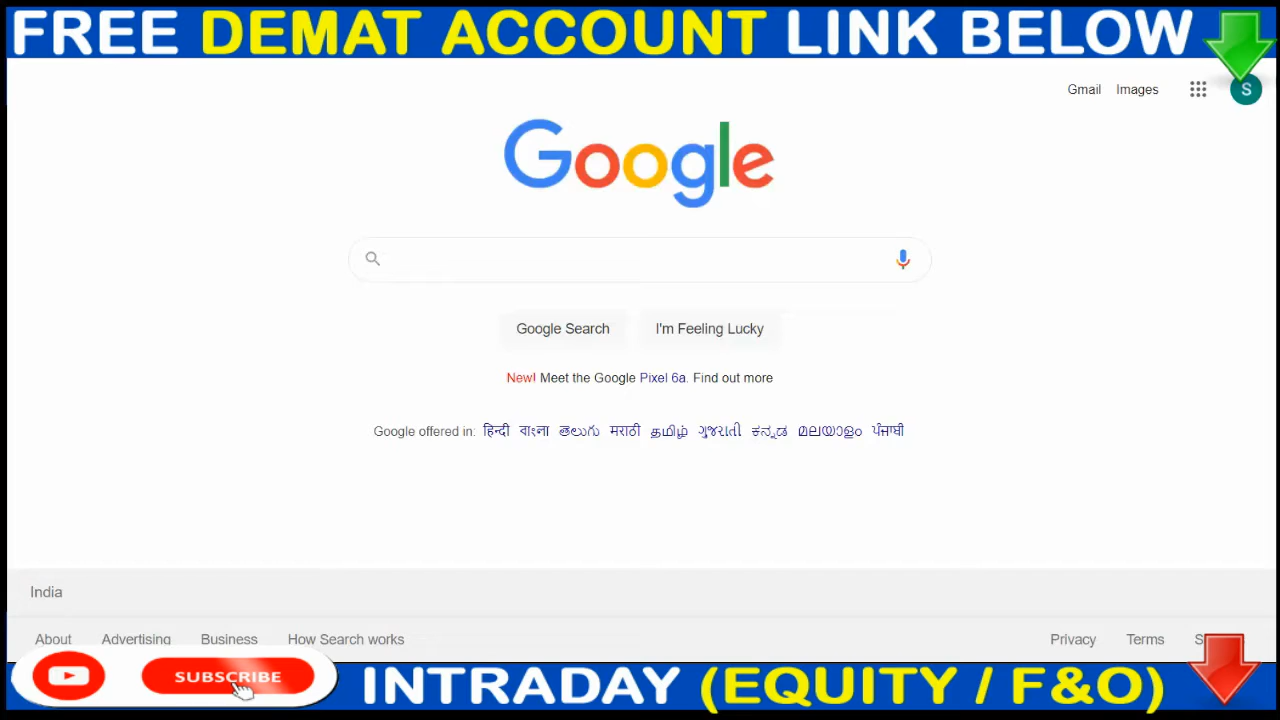 FREE DEMAT ACCOUNT LINK BELOW
Gmail Images
S
Google
Google Search I'm Feeling Lucky
New! Meet the Google Pixel 6a. Find out more
Google offered in: हिन्दी বাংলা తెలుగు मराठी தமிழ் ગુજરાતી ಕನ್ನಡ മലയാളം ਪੰਜਾਬੀ
India
About Advertising Business How Search works Privacy Terms
SUBSCRIBE
INTRADAY (EQUITY / F&O)